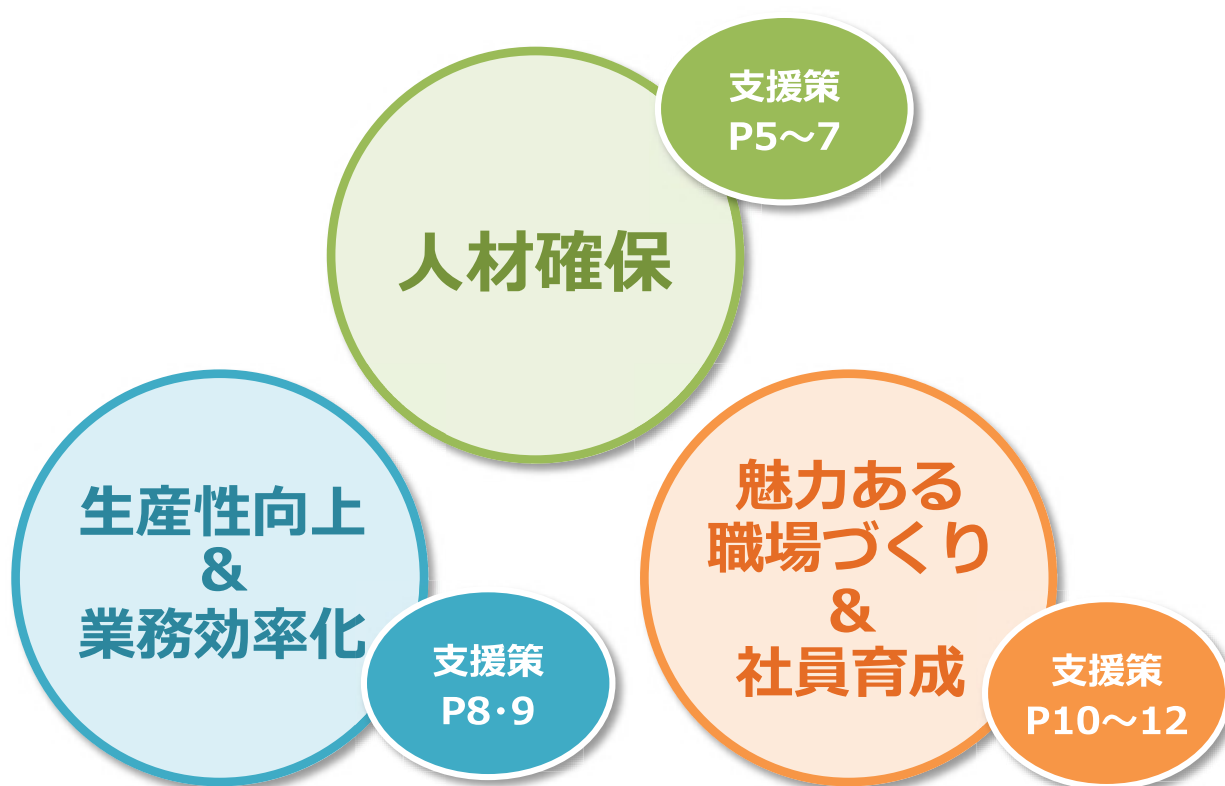 支援策
P5～7
人材確保
生産性向上
&
業務効率化
支援策
P8・9
魅力ある
職場づくり
&
社員育成
支援策
P10～12